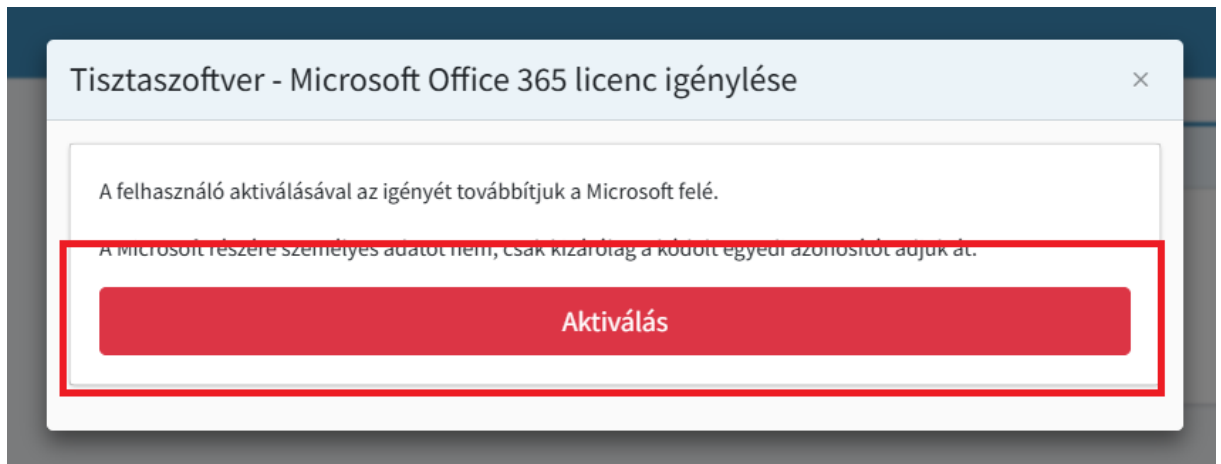 Tisztaszoftver - Microsoft Office 365 licenc igénylése
A felhasználó aktiválásával az igényét továbbítjuk a Microsoft felé.
A Microsoft részére személyes adatot nem, csak kizárólag a kódolt egyedi azonosítót adjuk át.
Aktiválás